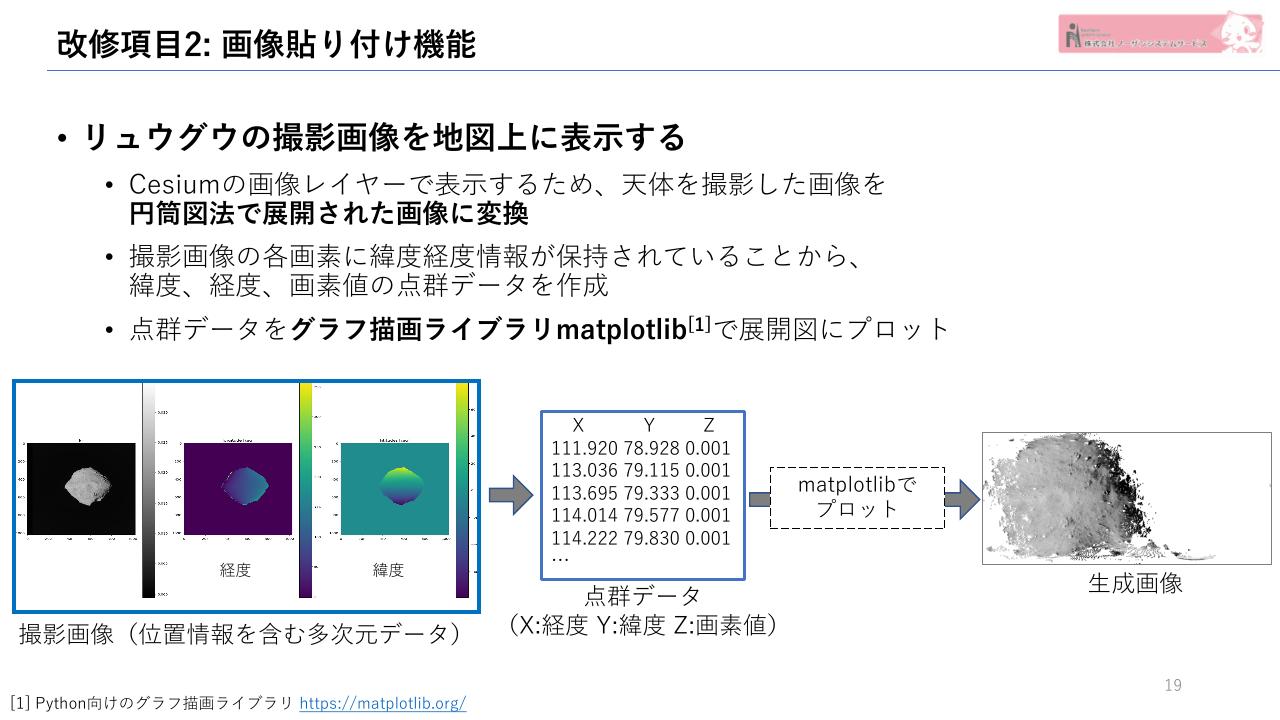 改修項目2: 画像貼り付け機能
株式会社 ノーザンシステムサービス
• リュウグウの撮影画像を地図上に表示する
• Cesiumの画像レイヤーで表示するため、天体を撮影した画像を
円筒図法で展開された画像に変換
• 撮影画像の各画素に緯度経度情報が保持されていることから、
緯度、経度、画素値の点群データを作成
• 点群データをグラフ描画ライブラリmatplotlib[1]で展開図にプロット
経度
緯度
撮影画像（位置情報を含む多次元データ）
X Y Z
111.920 78.928 0.001
113.036 79.115 0.001
113.695 79.333 0.001
114.014 79.577 0.001
114.222 79.830 0.001
…
点群データ
（X:経度 Y:緯度 Z:画素値）
matplotlibで
プロット
生成画像
19
[1] Python向けのグラフ描画ライブラリ https://matplotlib.org/